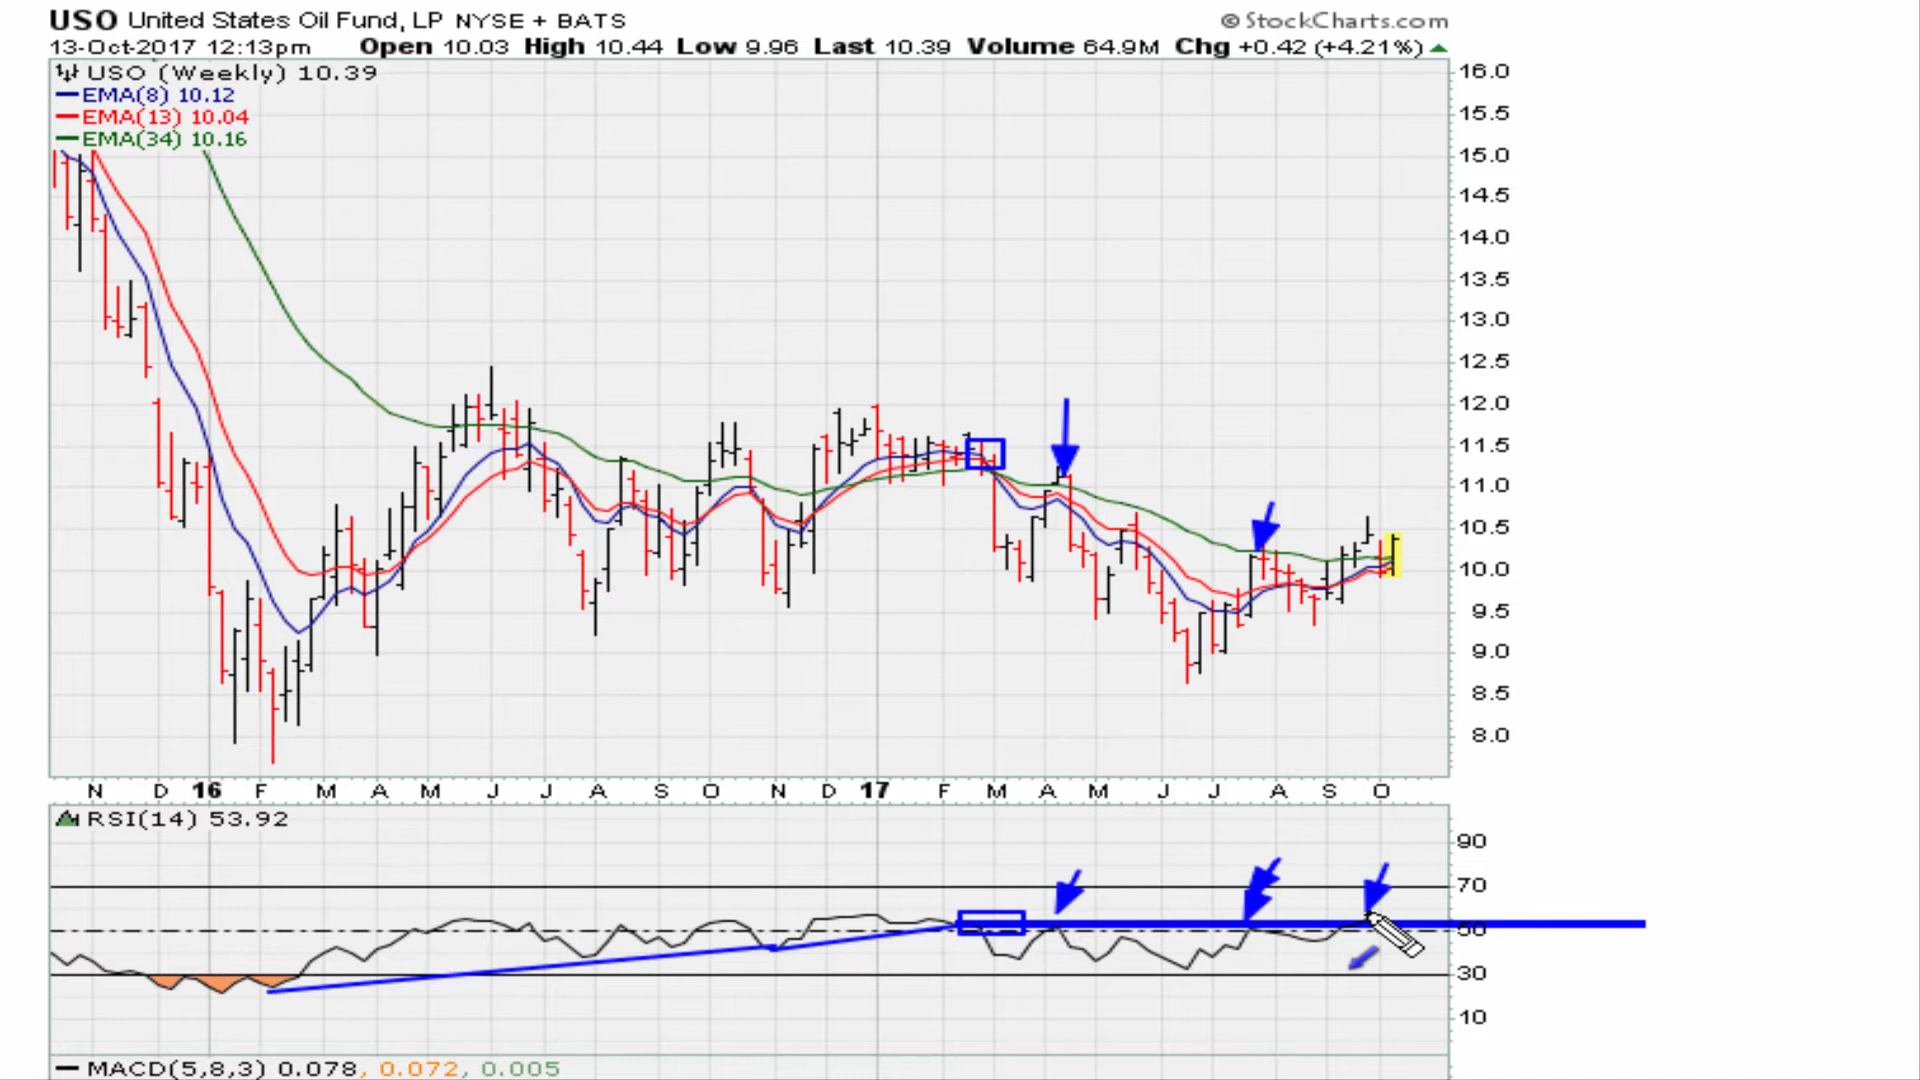 USO United States Oil Fund, LP NYSE + BATS © StockCharts.com
13-Oct-2017 12:13pm Open 10.03 High 10.44 Low 9.96 Last 10.39 Volume 64.9M Chg +0.42 (+4.21%)
USO (Weekly) 10.39
EMA(8) 10.12
EMA(13) 10.04
EMA(34) 10.16
16.0
15.5
15.0
14.5
14.0
13.5
13.0
12.5
12.0
11.5
11.0
10.5
10.0
9.5
9.0
8.5
8.0
N D 16 F M A M J J A S O N D 17 F M A M J J A S O
RSI(14) 53.92
90
70
50
30
10
MACD(5,8,3) 0.078, 0.072, 0.005